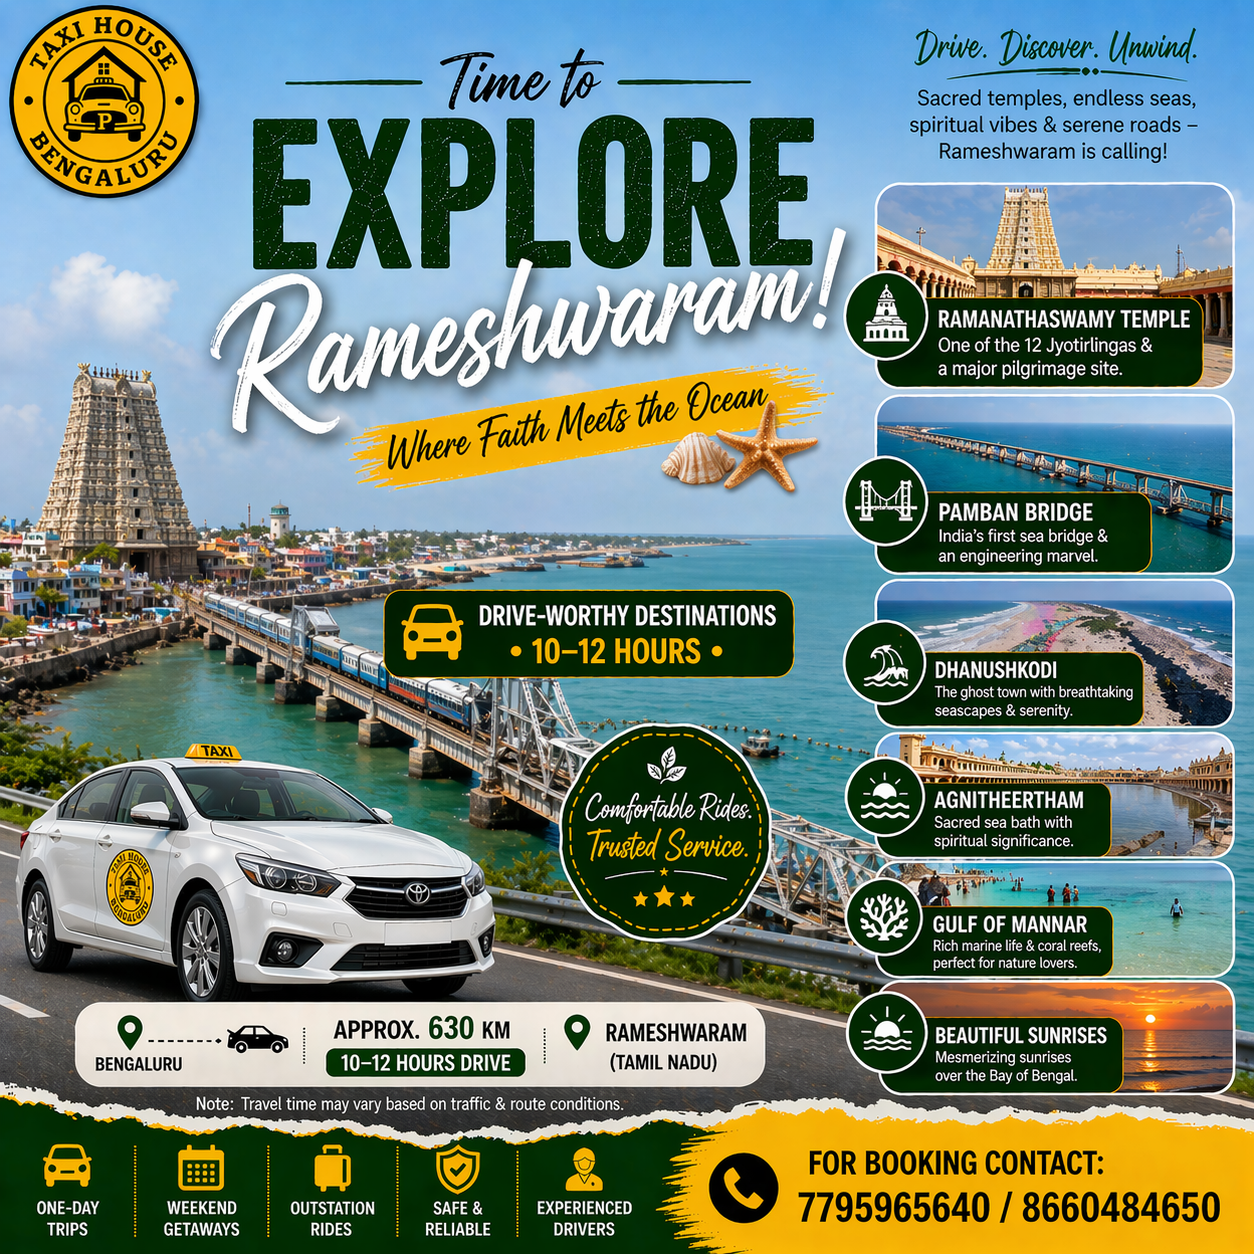 TAXI HOUSE
P
BENGALURU
Time to
EXPLORE
Rameshwaram!
Where Faith Meets the Ocean
Drive. Discover. Unwind.
Sacred temples, endless seas,
spiritual vibes & serene roads –
Rameshwaram is calling!
RAMANATHASWAMY TEMPLE
One of the 12 Jyotirlingas &
a major pilgrimage site.
PAMBAN BRIDGE
India's first sea bridge &
an engineering marvel.
DHANUSHKODI
The ghost town with breathtaking
seascapes & serenity.
AGNITHEERTHAM
Sacred sea bath with
spiritual significance.
GULF OF MANNAR
Rich marine life & coral reefs,
perfect for nature lovers.
BEAUTIFUL SUNRISES
Mesmerizing sunrises
over the Bay of Bengal.
DRIVE-WORTHY DESTINATIONS
• 10–12 HOURS •
Comfortable Rides.
Trusted Service.
TAXI
TAXI HOUSE
BENGALURU
BENGALURU
APPROX. 630 KM
10–12 HOURS DRIVE
RAMESHWARAM
(TAMIL NADU)
Note: Travel time may vary based on traffic & route conditions.
ONE-DAY
TRIPS
WEEKEND
GETAWAYS
OUTSTATION
RIDES
SAFE &
RELIABLE
EXPERIENCED
DRIVERS
FOR BOOKING CONTACT:
7795965640 / 8660484650